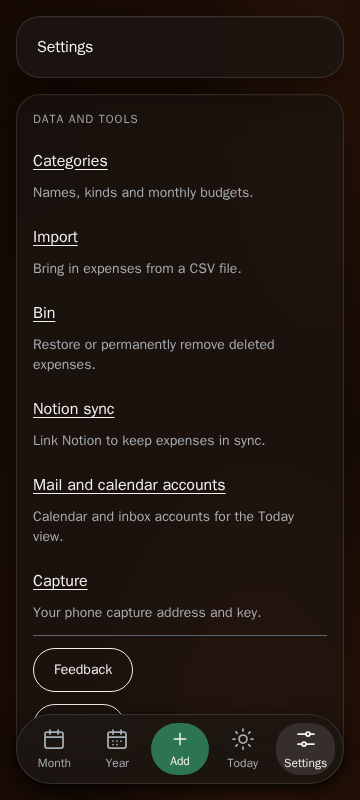 Settings
DATA AND TOOLS
Categories
Names, kinds and monthly budgets.
Import
Bring in expenses from a CSV file.
Bin
Restore or permanently remove deleted
expenses.
Notion sync
Link Notion to keep expenses in sync.
Mail and calendar accounts
Calendar and inbox accounts for the Today
view.
Capture
Your phone capture address and key.
Feedback
Month
Year
Add
Today
Settings